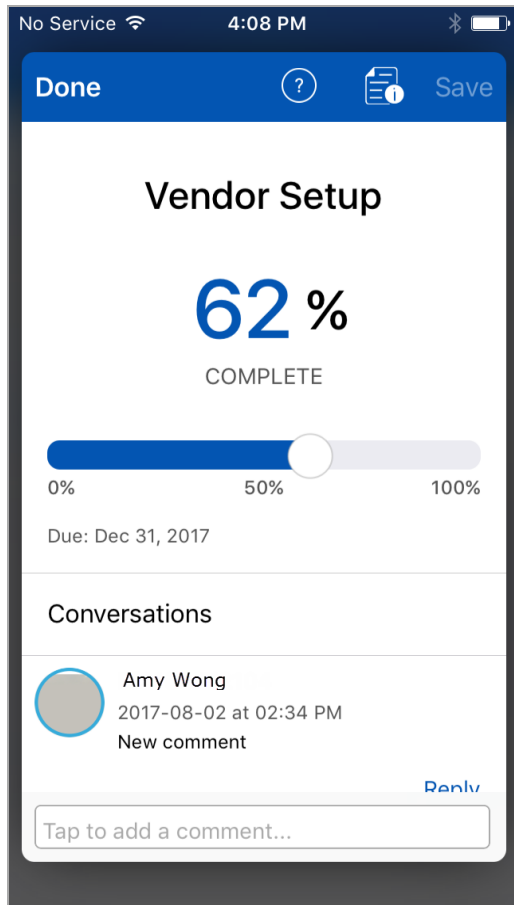 No Service 4:08 PM
Done ? i Save
Vendor Setup
62 %
COMPLETE
0% 50% 100%
Due: Dec 31, 2017
Conversations
Amy Wong
2017-08-02 at 02:34 PM
New comment
Reply
Tap to add a comment...